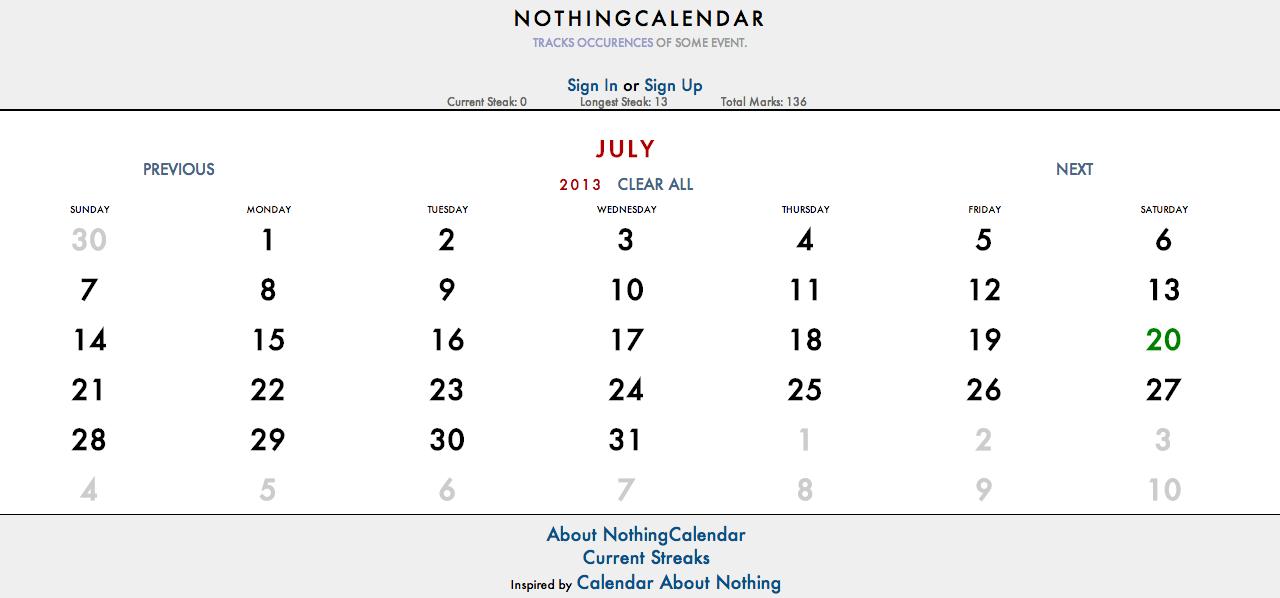 NOTHINGCALENDAR
TRACKS OCCURENCES OF SOME EVENT.
Sign In or Sign Up
Current Steak: 0 Longest Steak: 13 Total Marks: 136
JULY
PREVIOUS NEXT
2013 CLEAR ALL
SUNDAY MONDAY TUESDAY WEDNESDAY THURSDAY FRIDAY SATURDAY
30 1 2 3 4 5 6
7 8 9 10 11 12 13
14 15 16 17 18 19 20
21 22 23 24 25 26 27
28 29 30 31 1 2 3
4 5 6 7 8 9 10
About NothingCalendar
Current Streaks
Inspired by Calendar About Nothing